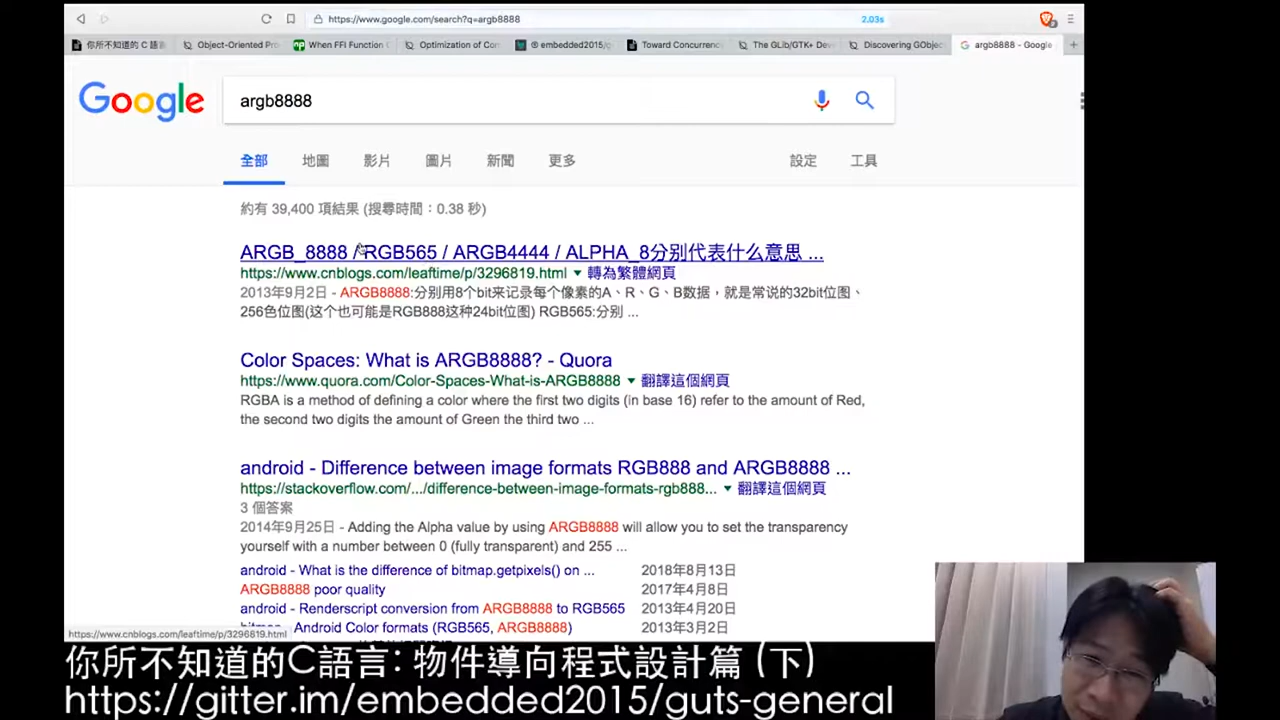 https://www.google.com/search?q=argb8888
2.03s
你所不知道的 C 語
Object-Oriented Pro
When FFI Function C
Optimization of Con
embedded2015/g
Toward Concurrenc
The GLib/GTK+ Dev
Discovering GObjec
argb8888 - Google
Google
argb8888
全部 地圖 影片 圖片 新聞 更多 設定 工具
約有 39,400 項結果 (搜尋時間：0.38 秒)
ARGB_8888 / RGB565 / ARGB4444 / ALPHA_8分别代表什么意思 ...
https://www.cnblogs.com/leaftime/p/3296819.html 轉為繁體網頁
2013年9月2日 - ARGB8888:分别用8个bit来记录每个像素的A、R、G、B数据，就是常说的32bit位图、
256色位图(这个也可能是RGB888这种24bit位图) RGB565:分别 ...
Color Spaces: What is ARGB8888? - Quora
https://www.quora.com/Color-Spaces-What-is-ARGB8888 翻譯這個網頁
RGBA is a method of defining a color where the first two digits (in base 16) refer to the amount of Red,
the second two digits the amount of Green the third two ...
android - Difference between image formats RGB888 and ARGB8888 ...
https://stackoverflow.com/.../difference-between-image-formats-rgb888... 翻譯這個網頁
3 個答案
2014年9月25日 - Adding the Alpha value by using ARGB8888 will allow you to set the transparency
yourself with a number between 0 (fully transparent) and 255 ...
android - What is the difference of bitmap.getpixels() on ... 2018年8月13日
ARGB8888 poor quality 2017年4月8日
android - Renderscript conversion from ARGB8888 to RGB565 2013年4月20日
bitmap - Android Color formats (RGB565, ARGB8888) 2013年3月2日
https://www.cnblogs.com/leaftime/p/3296819.html
你所不知道的C語言: 物件導向程式設計篇 (下)
https://gitter.im/embedded2015/guts-general